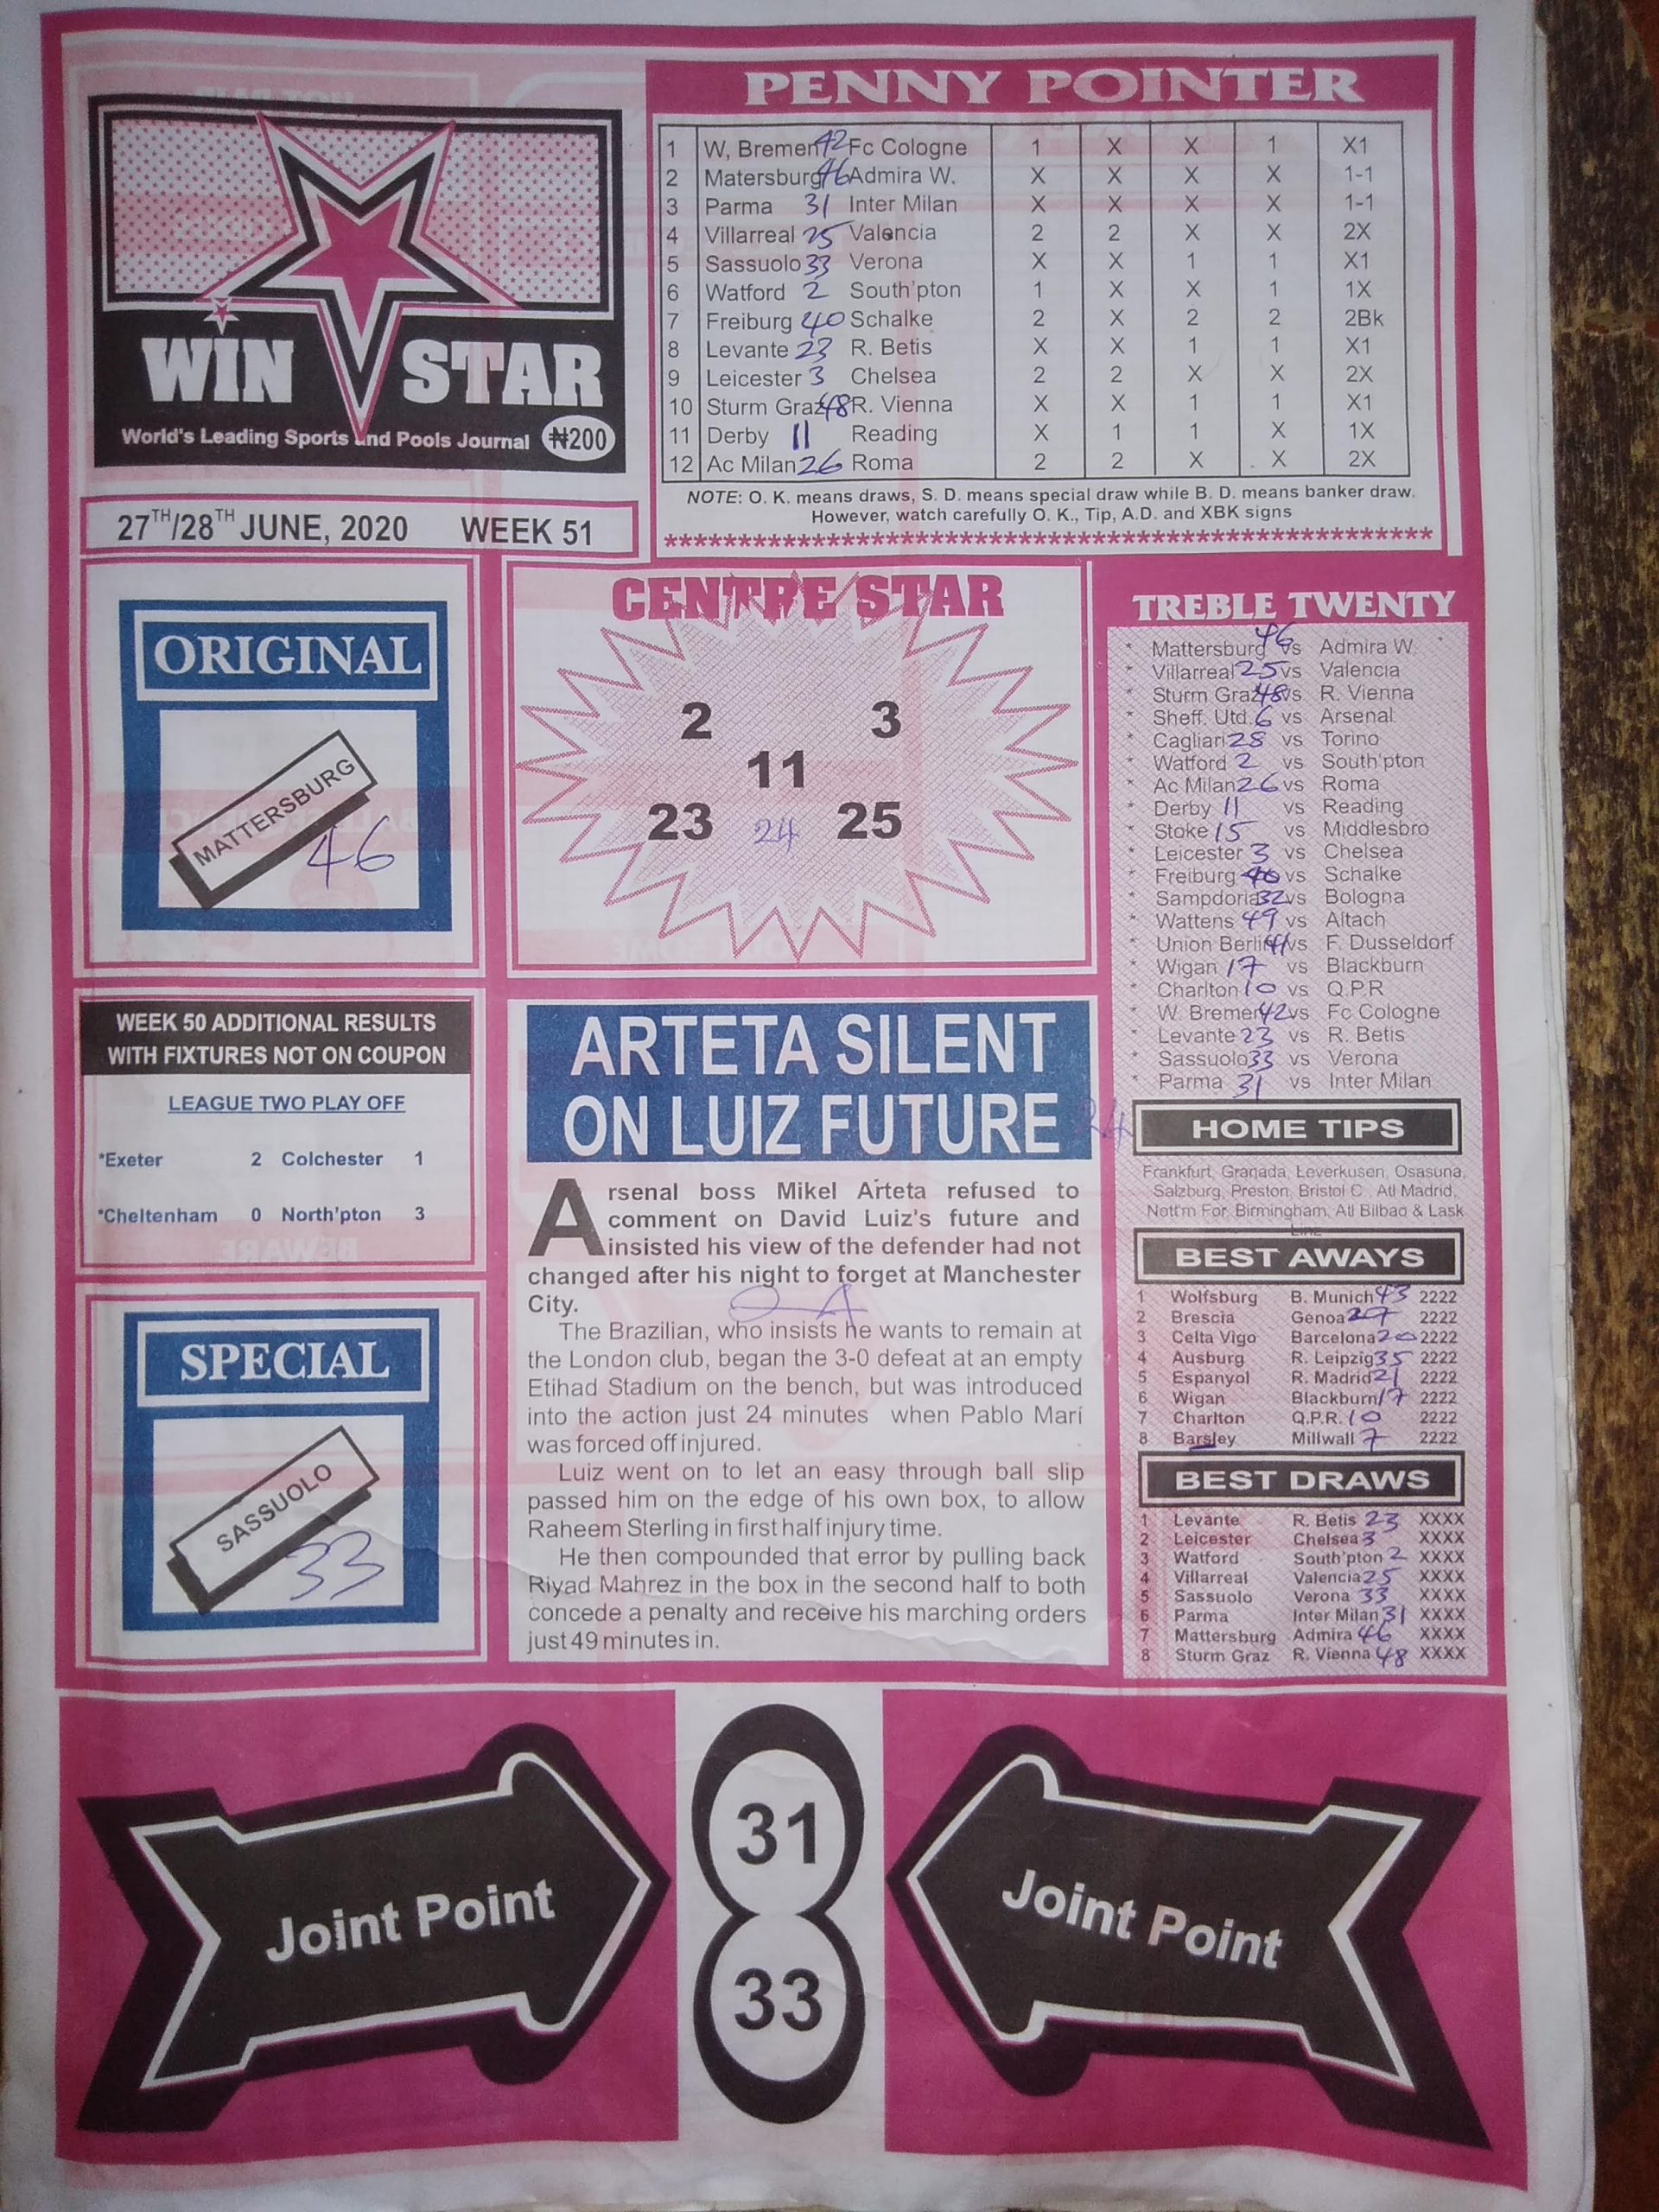 WIN STAR
World's Leading Sports and Pools Journal ₦200
27TH/28TH JUNE, 2020 WEEK 51
PENNY POINTER
1 W, Bremen 42 Fc Cologne 1 X X 1 X1
2 Matersburg 46 Admira W. X X X X 1-1
3 Parma 31 Inter Milan X X X X 1-1
4 Villarreal 25 Valencia 2 2 X X 2X
5 Sassuolo 33 Verona X X 1 1 X1
6 Watford 2 South'pton 1 X X 1 1X
7 Freiburg 40 Schalke 2 X 2 2 2Bk
8 Levante 23 R. Betis X X 1 1 X1
9 Leicester 3 Chelsea 2 2 X X 2X
10 Sturm Graz 48 R. Vienna X X 1 1 X1
11 Derby 11 Reading X 1 1 X 1X
12 Ac Milan 26 Roma 2 2 X X 2X
NOTE: O. K. means draws, S. D. means special draw while B. D. means banker draw.
However, watch carefully O. K., Tip, A.D. and XBK signs
ORIGINAL
MATTERSBURG
46
CENTRE STAR
2 3
11
23 24 25
TREBLE TWENTY
* Mattersburg 46 vs Admira W.
* Villarreal 25 vs Valencia
* Sturm Graz 48 vs R. Vienna
* Sheff. Utd. 6 vs Arsenal
* Cagliari 28 vs Torino
* Watford 2 vs South'pton
* Ac Milan 26 vs Roma
* Derby 11 vs Reading
* Stoke 15 vs Middlesbro
* Leicester 3 vs Chelsea
* Freiburg 40 vs Schalke
* Sampdoria 32 vs Bologna
* Wattens 49 vs Altach
* Union Berlin 41 vs F. Dusseldorf
* Wigan 17 vs Blackburn
* Charlton 10 vs Q.P.R
* W. Bremen 42 vs Fc Cologne
* Levante 23 vs R. Betis
* Sassuolo 33 vs Verona
* Parma 31 vs Inter Milan
WEEK 50 ADDITIONAL RESULTS
WITH FIXTURES NOT ON COUPON
LEAGUE TWO PLAY OFF
*Exeter 2 Colchester 1
*Cheltenham 0 North'pton 3
SPECIAL
SASSUOLO
33
ARTETA SILENT
ON LUIZ FUTURE
24
Arsenal boss Mikel Arteta refused to
comment on David Luiz's future and
insisted his view of the defender had not
changed after his night to forget at Manchester
City.
The Brazilian, who insists he wants to remain at
the London club, began the 3-0 defeat at an empty
Etihad Stadium on the bench, but was introduced
into the action just 24 minutes when Pablo Mari
was forced off injured.
Luiz went on to let an easy through ball slip
passed him on the edge of his own box, to allow
Raheem Sterling in first half injury time.
He then compounded that error by pulling back
Riyad Mahrez in the box in the second half to both
concede a penalty and receive his marching orders
just 49 minutes in.
HOME TIPS
Frankfurt, Granada, Leverkusen, Osasuna,
Salzburg, Preston, Bristol C., Atl Madrid,
Nott'm For, Birmingham, Atl Bilbao & Lask
BEST AWAYS
1 Wolfsburg B. Munich 43 2222
2 Brescia Genoa 27 2222
3 Celta Vigo Barcelona 20 2222
4 Ausburg R. Leipzig 35 2222
5 Espanyol R. Madrid 21 2222
6 Wigan Blackburn 17 2222
7 Charlton Q.P.R. 10 2222
8 Barsley Millwall 7 2222
BEST DRAWS
1 Levante R. Betis 23 XXXX
2 Leicester Chelsea 3 XXXX
3 Watford South'pton 2 XXXX
4 Villarreal Valencia 25 XXXX
5 Sassuolo Verona 33 XXXX
6 Parma Inter Milan 31 XXXX
7 Mattersburg Admira 46 XXXX
8 Sturm Graz R. Vienna 48 XXXX
Joint Point
31
33
Joint Point